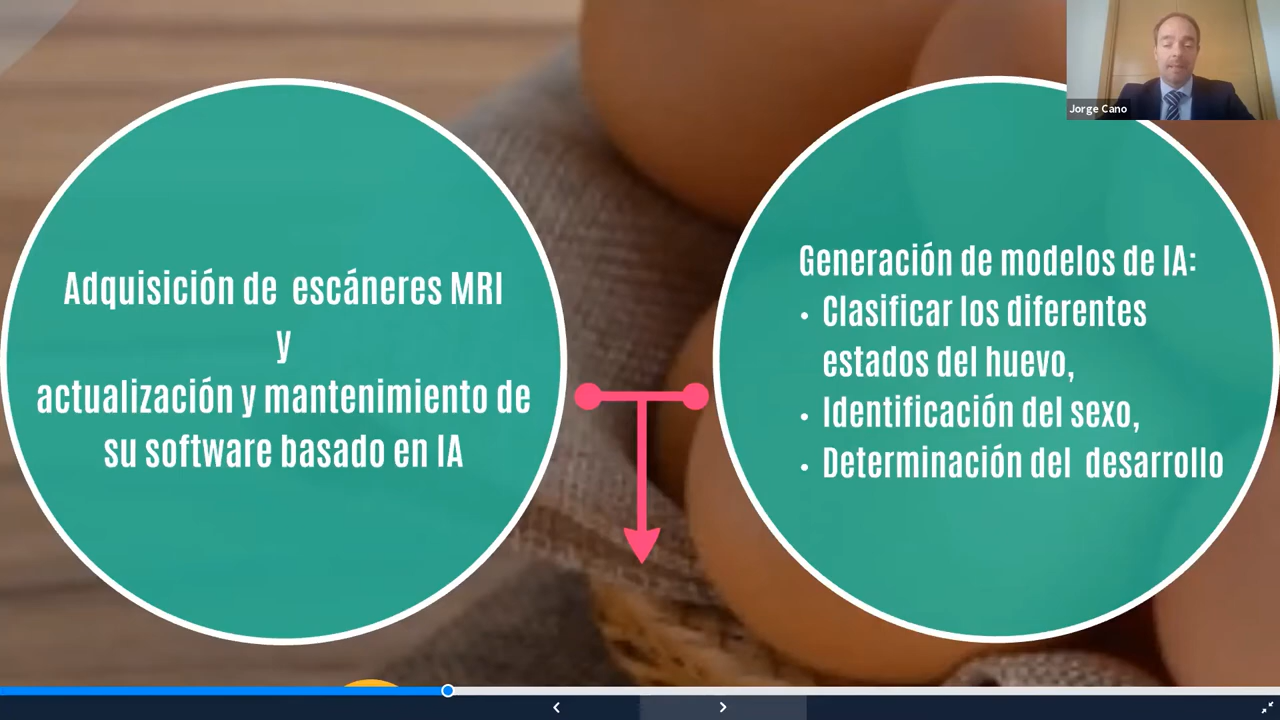 Jorge Cano
Adquisición de escáneres MRI
y
actualización y mantenimiento de
su software basado en IA
Generación de modelos de IA:
• Clasificar los diferentes
estados del huevo,
• Identificación del sexo,
• Determinación del desarrollo